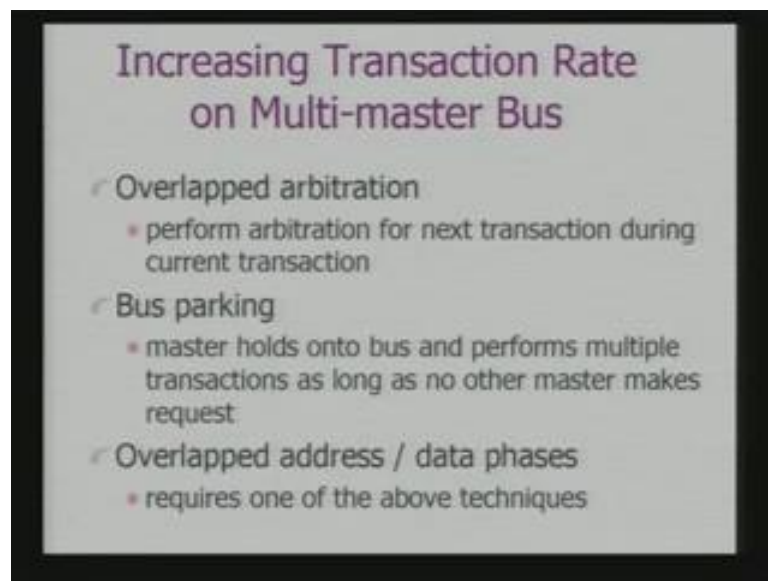 Increasing Transaction Rate
on Multi-master Bus
Overlapped arbitration
perform arbitration for next transaction during
current transaction
Bus parking
master holds onto bus and performs multiple
transactions as long as no other master makes
request
Overlapped address / data phases
requires one of the above techniques